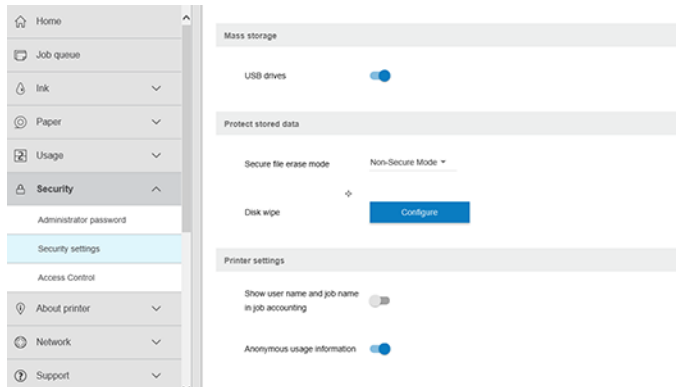 Home
Job queue
Ink
Paper
Usage
Security
Administrator password
Security settings
Access Control
About printer
Network
Support
Mass storage
USB drives
Protect stored data
Secure file erase mode
Non-Secure Mode
Disk wipe
Configure
Printer settings
Show user name and job name
in job accounting
Anonymous usage information